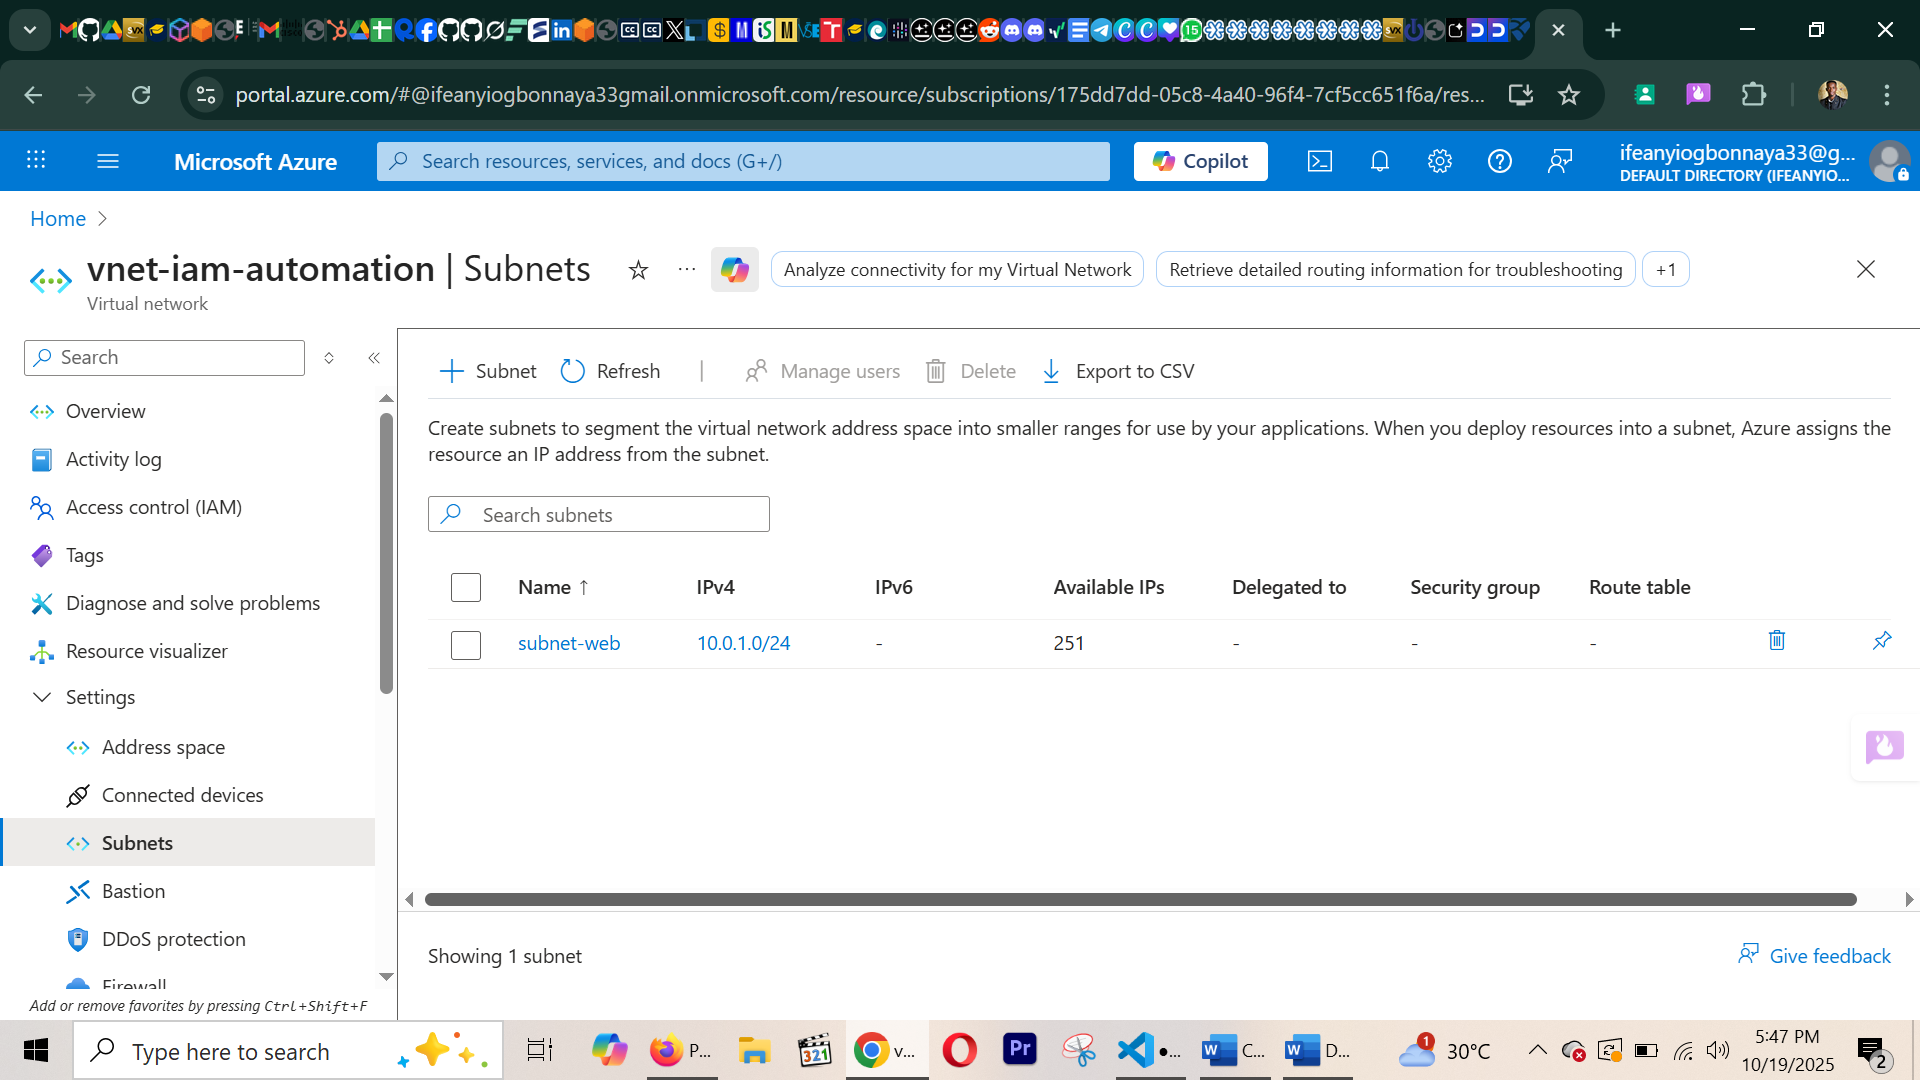 portal.azure.com/#@ifeanyiogbonnaya33gmail.onmicrosoft.com/resource/subscriptions/175dd7dd-05c8-4a40-96f4-7cf5cc651f6a/res...
Microsoft Azure
Search resources, services, and docs (G+/)
Copilot
ifeanyiogbonnaya33@g...
DEFAULT DIRECTORY (IFEANYIO...
Home
vnet-iam-automation | Subnets
Virtual network
Analyze connectivity for my Virtual Network
Retrieve detailed routing information for troubleshooting
+1
Search
Overview
Activity log
Access control (IAM)
Tags
Diagnose and solve problems
Resource visualizer
Settings
Address space
Connected devices
Subnets
Bastion
DDoS protection
Firewall
Add or remove favorites by pressing Ctrl+Shift+F
Subnet
Refresh
Manage users
Delete
Export to CSV
Create subnets to segment the virtual network address space into smaller ranges for use by your applications. When you deploy resources into a subnet, Azure assigns the
resource an IP address from the subnet.
Search subnets
Name ↑ IPv4 IPv6 Available IPs Delegated to Security group Route table
subnet-web 10.0.1.0/24 - 251 - - -
Showing 1 subnet
Give feedback
Type here to search
P...
v...
Pr
C...
D...
1
30°C
5:47 PM
10/19/2025
2